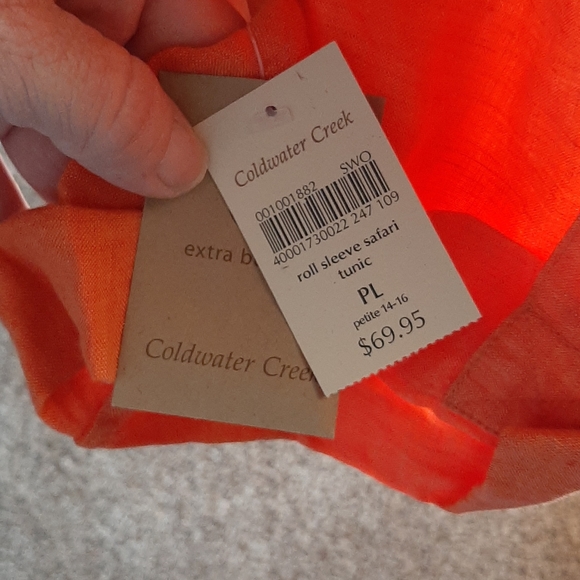 Coldwater Creek
001001882 SWO
40001730022 247 109
roll sleeve safari
tunic
PL
petite 14-16
$69.95
extra
Coldwater Creek